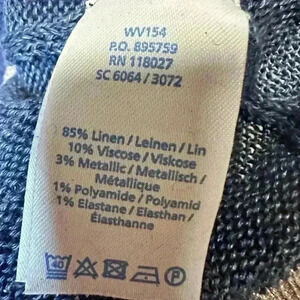 WV154
P.O. 895759
RN 118027
SC 6064 / 3072
85% Linen / Leinen / Lin
10% Viscose / Viskose
3% Metallic / Metallisch /
Métallique
1% Polyamide / Polyamid
1% Elastane / Elasthan /
Élasthanne